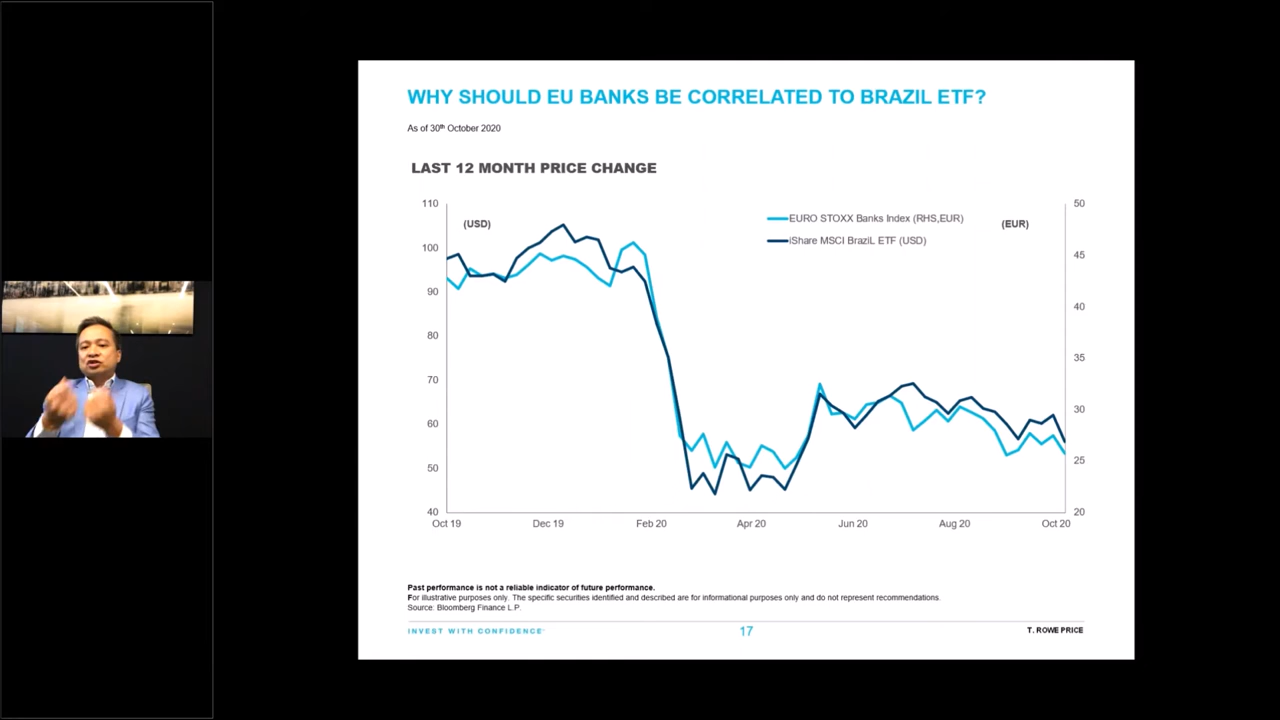 WHY SHOULD EU BANKS BE CORRELATED TO BRAZIL ETF?
As of 30th October 2020
LAST 12 MONTH PRICE CHANGE
(USD)
EURO STOXX Banks Index (RHS,EUR)
iShare MSCI BraziL ETF (USD)
(EUR)
110
100
90
80
70
60
50
40
50
45
40
35
30
25
20
Oct 19 Dec 19 Feb 20 Apr 20 Jun 20 Aug 20 Oct 20
Past performance is not a reliable indicator of future performance.
For illustrative purposes only. The specific securities identified and described are for informational purposes only and do not represent recommendations.
Source: Bloomberg Finance L.P.
INVEST WITH CONFIDENCE
17
T. ROWE PRICE